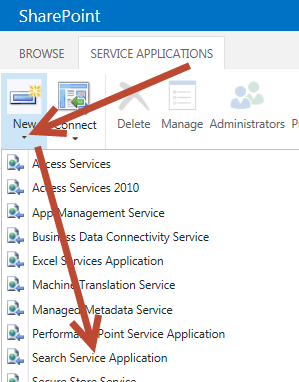 SharePoint
BROWSE SERVICE APPLICATIONS
New Connect Delete Manage Administrators
Access Services
Access Services 2010
App Management Service
Business Data Connectivity Service
Excel Services Application
Machine Translation Service
Managed Metadata Service
PerformancePoint Service Application
Search Service Application
Secure Store Service